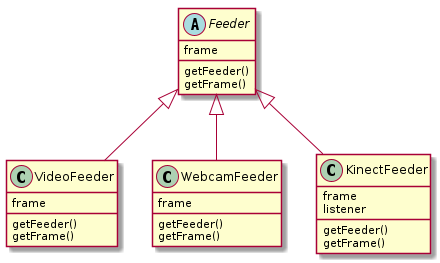 A Feeder
frame
getFeeder()
getFrame()
C VideoFeeder
frame
getFeeder()
getFrame()
C WebcamFeeder
frame
getFeeder()
getFrame()
C KinectFeeder
frame
listener
getFeeder()
getFrame()